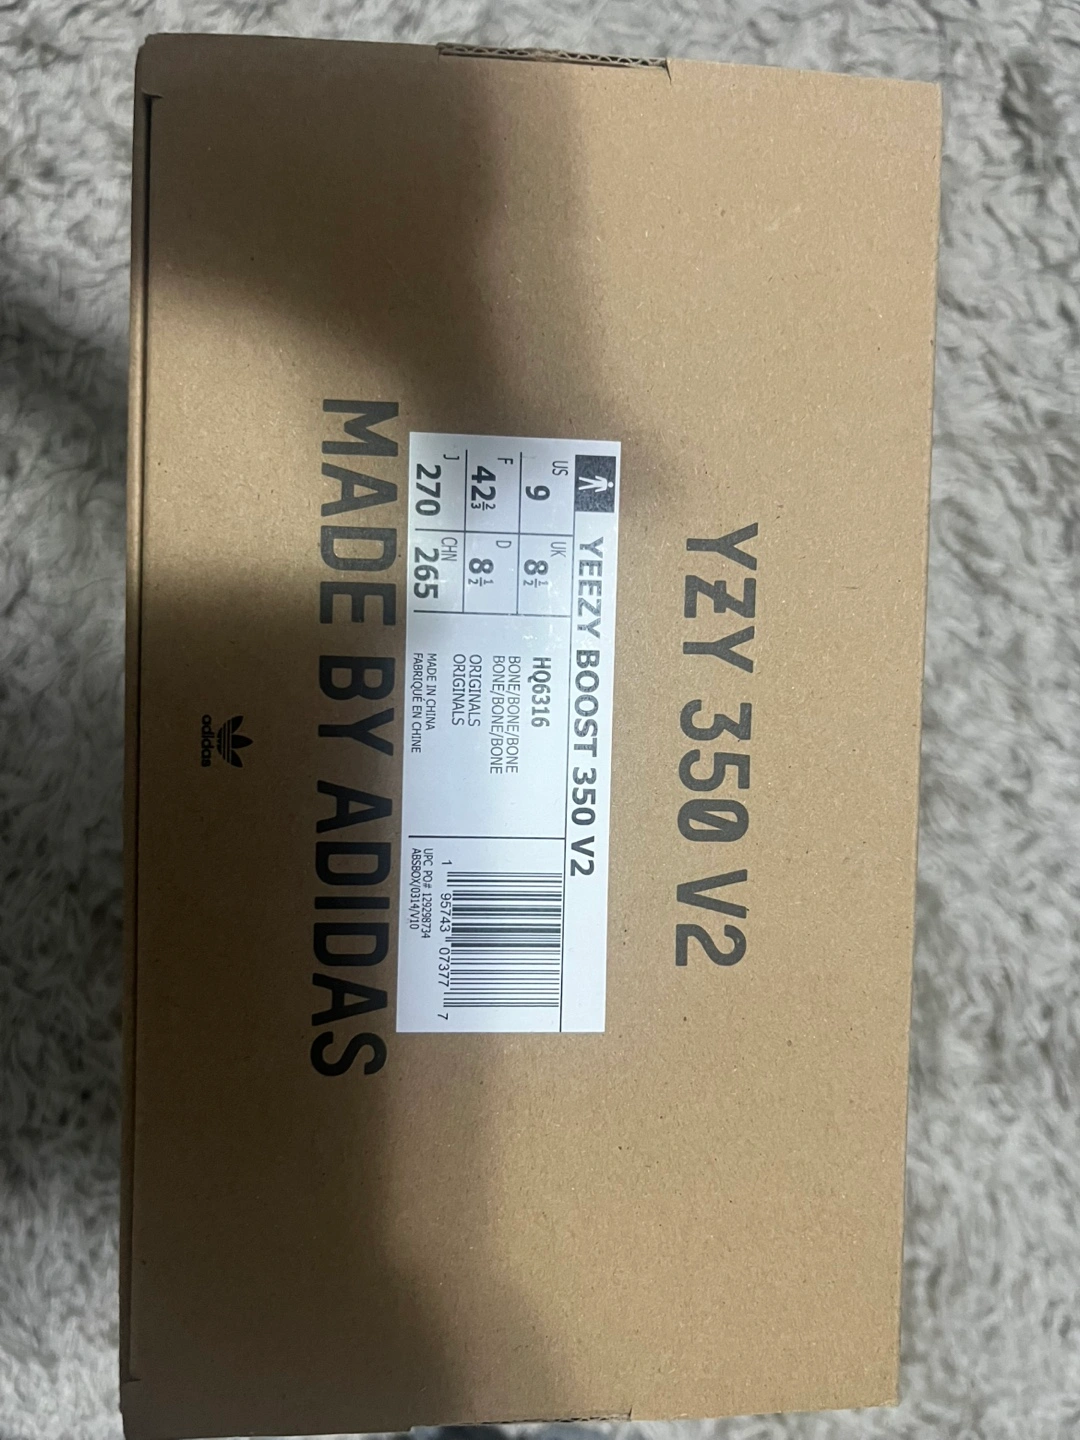 YZY 350 V2
YEEZY BOOST 350 V2
US
9
UK
8½
F
42⅔
D
8½
J
270
CHN
265
HQ6316
BONE/BONE/BONE
BONE/BONE/BONE
ORIGINALS
ORIGINALS
MADE IN CHINA
FABRIQUÉ EN CHINE
1 95743 07377 7
UPC PO# 129298734
ABSBOX/0314/V10
MADE BY ADIDAS
adidas